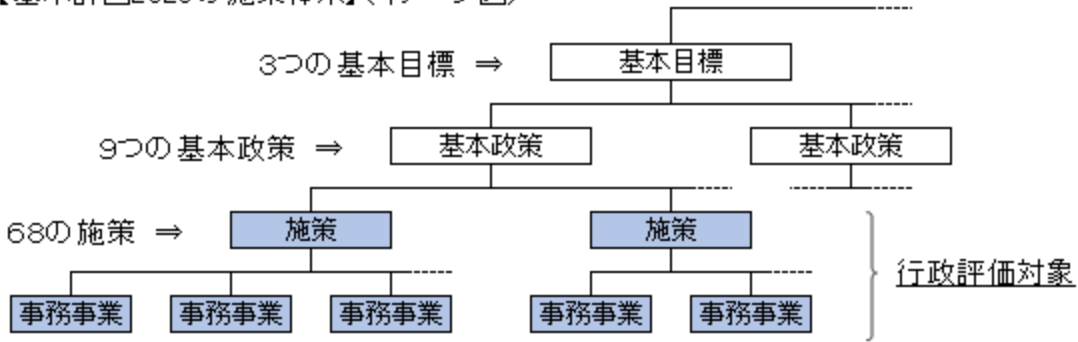 3つの基本目標 ⇒ 基本目標
9つの基本政策 ⇒ 基本政策 基本政策
68の施策 ⇒ 施策 施策
行政評価対象
事務事業 事務事業 事務事業 事務事業 事務事業